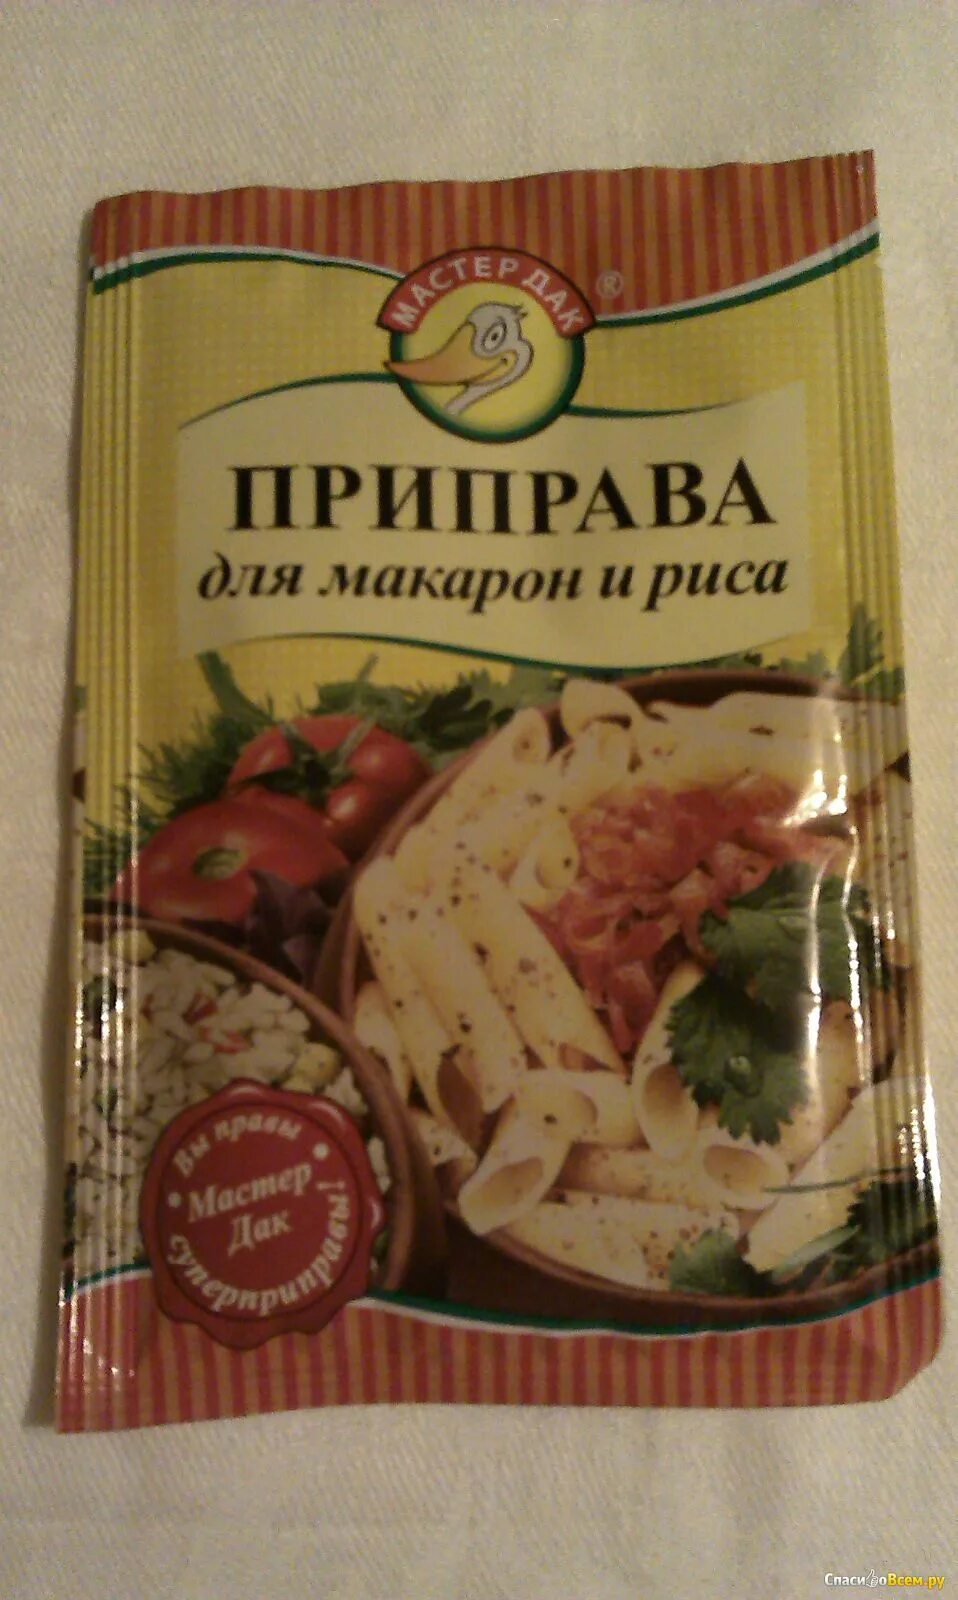 МАСТЕР ДАК ®
ПРИПРАВА
для макарон и риса
Вы правы
Мастер
Дак
суперприправы!
СпасибоВсем.ру